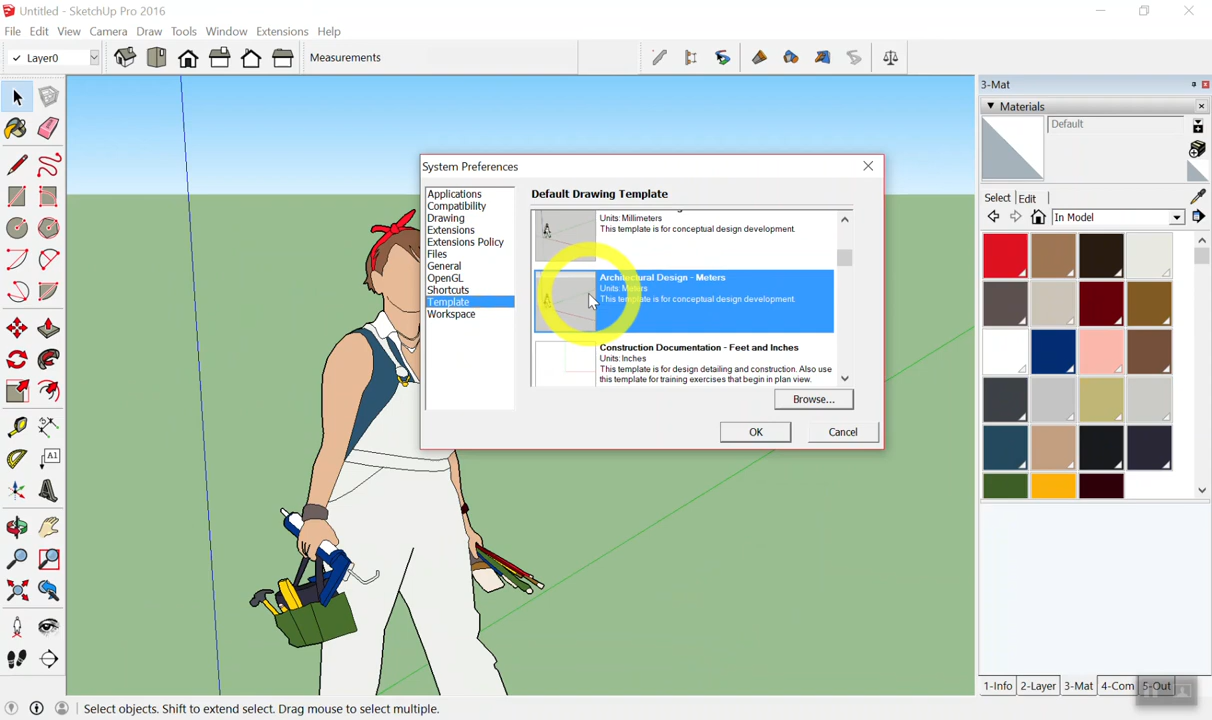 Untitled - SketchUp Pro 2016
File Edit View Camera Draw Tools Window Extensions Help
Layer0
Measurements
3-Mat
Materials
Default
Select Edit
In Model
System Preferences
Applications
Compatibility
Drawing
Extensions
Extensions Policy
Files
General
OpenGL
Shortcuts
Template
Workspace
Default Drawing Template
Units: Millimeters
This template is for conceptual design development.
Architectural Design - Meters
Units: Meters
This template is for conceptual design development.
Construction Documentation - Feet and Inches
Units: Inches
This template is for design detailing and construction. Also use
this template for training exercises that begin in plan view.
Browse...
OK Cancel
A1
1-Info 2-Layer 3-Mat 4-Com 5-Out
Select objects. Shift to extend select. Drag mouse to select multiple.